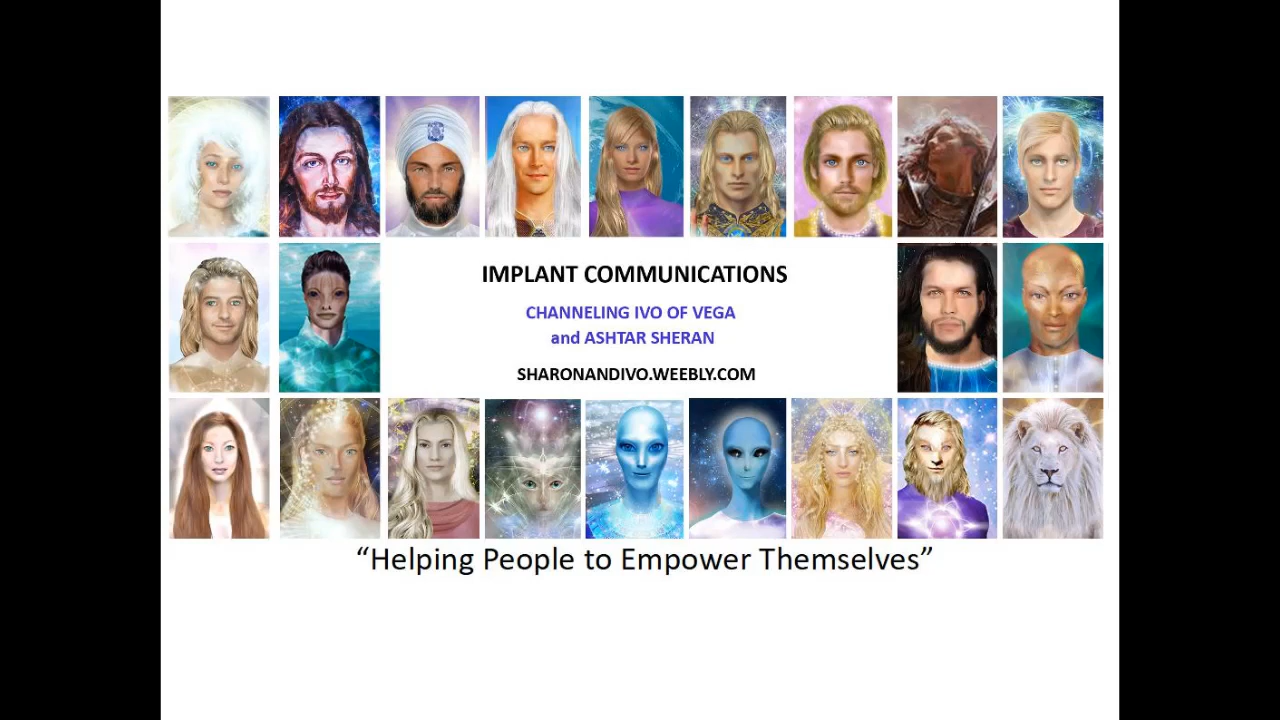 IMPLANT COMMUNICATIONS
CHANNELING IVO OF VEGA
and ASHTAR SHERAN
SHARONANDIVO.WEEBLY.COM
“Helping People to Empower Themselves”